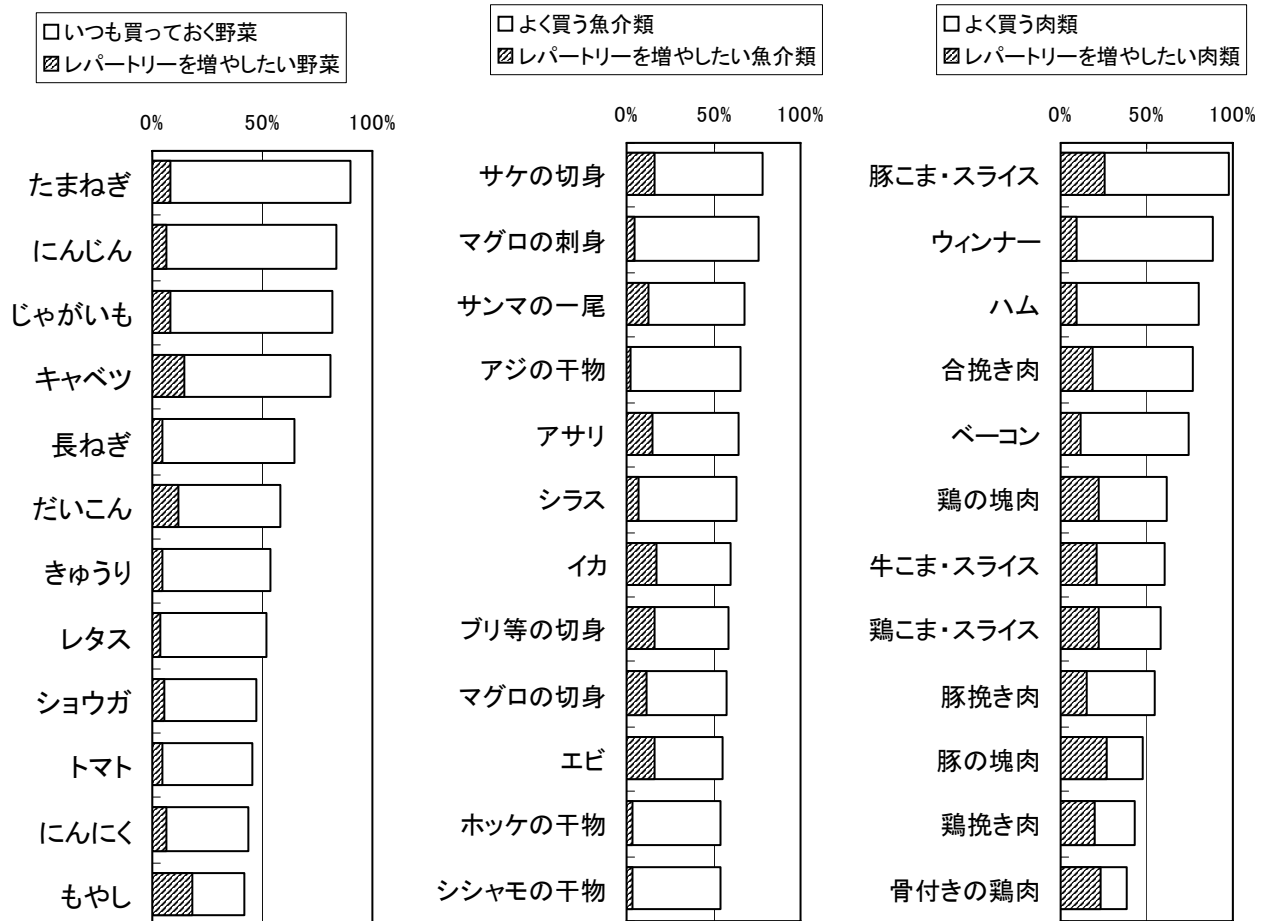 □いつも買っておく野菜
▨レパートリーを増やしたい野菜
0% 50% 100%
たまねぎ
にんじん
じゃがいも
キャベツ
長ねぎ
だいこん
きゅうり
レタス
ショウガ
トマト
にんにく
もやし
□よく買う魚介類
▨レパートリーを増やしたい魚介類
0% 50% 100%
サケの切身
マグロの刺身
サンマの一尾
アジの干物
アサリ
シラス
イカ
ブリ等の切身
マグロの切身
エビ
ホッケの干物
シシャモの干物
□よく買う肉類
▨レパートリーを増やしたい肉類
0% 50% 100%
豚こま・スライス
ウィンナー
ハム
合挽き肉
ベーコン
鶏の塊肉
牛こま・スライス
鶏こま・スライス
豚挽き肉
豚の塊肉
鶏挽き肉
骨付きの鶏肉